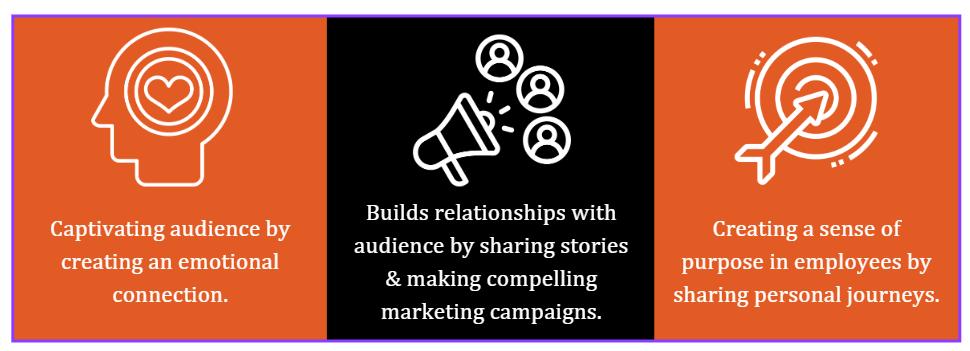 Captivating audience by
creating an emotional
connection.
Builds relationships with
audience by sharing stories
& making compelling
marketing campaigns.
Creating a sense of
purpose in employees by
sharing personal journeys.